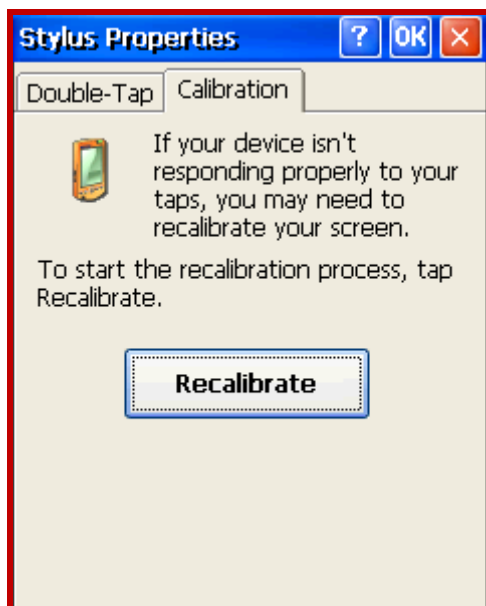 Stylus Properties ? OK ×
Double-Tap Calibration
If your device isn't
responding properly to your
taps, you may need to
recalibrate your screen.
To start the recalibration process, tap
Recalibrate.
Recalibrate